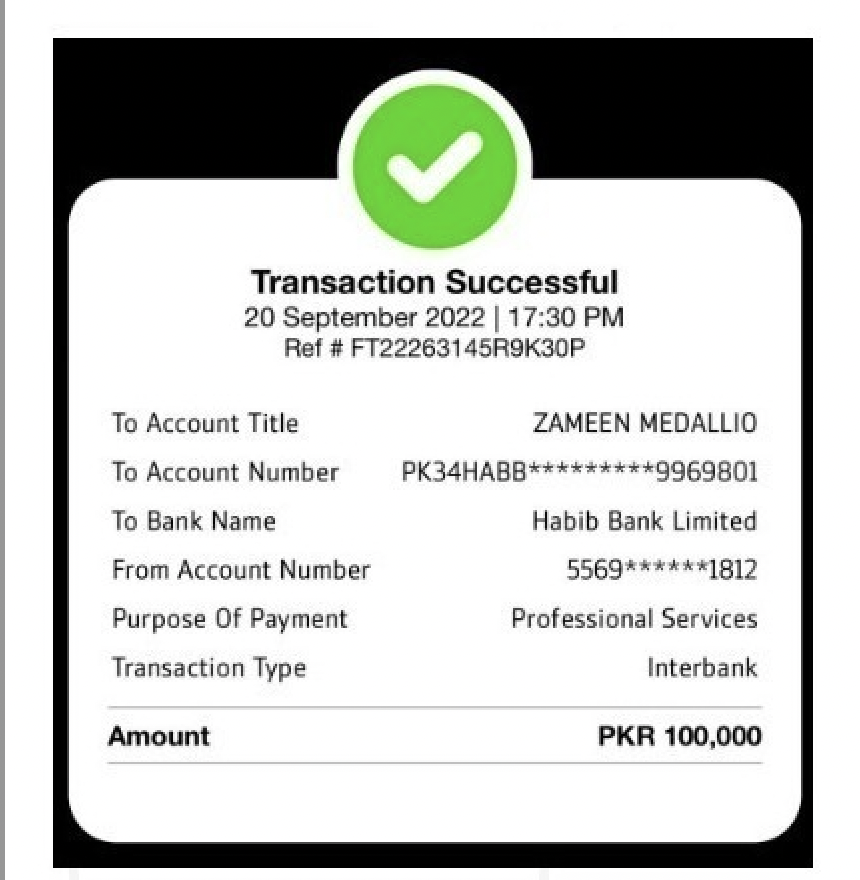 Transaction Successful
20 September 2022 | 17:30 PM
Ref # FT22263145R9K30P
To Account Title ZAMEEN MEDALLIO
To Account Number PK34HABB*********9969801
To Bank Name Habib Bank Limited
From Account Number 5569******1812
Purpose Of Payment Professional Services
Transaction Type Interbank
Amount PKR 100,000